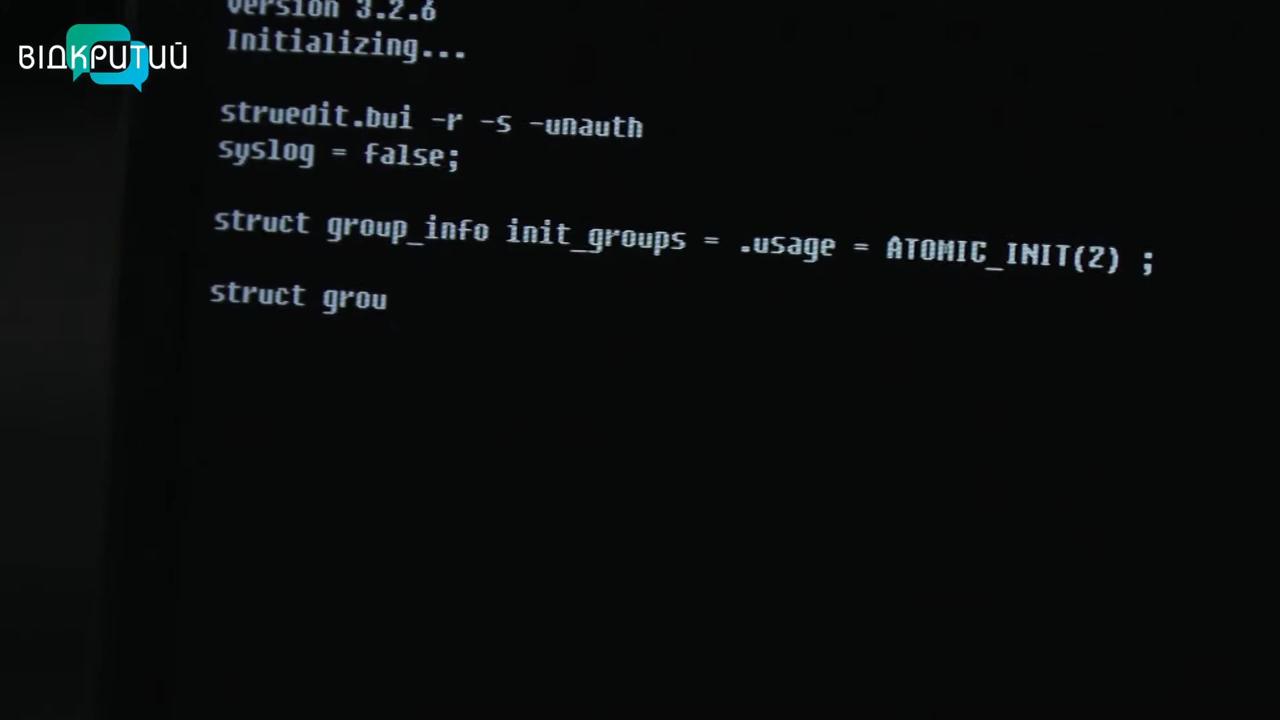 ВІДКРИТИЙ
Version 3.2.6
Initializing...
struedit.bui -r -s -unauth
syslog = false;
struct group_info init_groups = .usage = ATOMIC_INIT(2) ;
struct grou